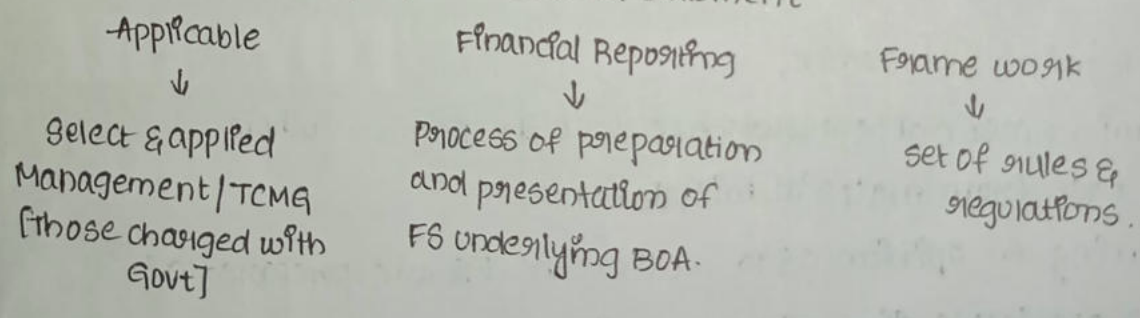 Applicable
↓
Select & applied
Management/TCMG
[those charged with
Govt]
Financial Reporting
↓
Process of preparation
and presentation of
FS underlying BOA.
Frame work
↓
set of rules &
regulations.